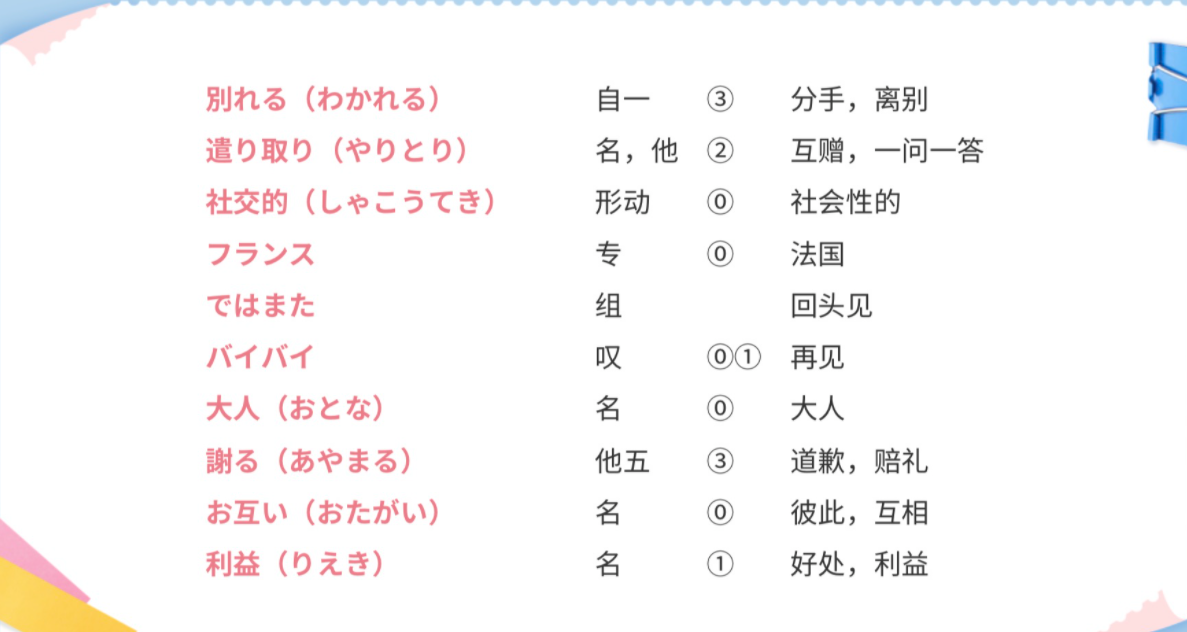 別れる（わかれる） 自一 ③ 分手，离别
遣り取り（やりとり） 名，他 ② 互赠，一问一答
社交的（しゃこうてき） 形动 ⓪ 社会性的
フランス 专 ⓪ 法国
ではまた 组 回头见
バイバイ 叹 ⓪① 再见
大人（おとな） 名 ⓪ 大人
謝る（あやまる） 他五 ③ 道歉，赔礼
お互い（おたがい） 名 ⓪ 彼此，互相
利益（りえき） 名 ① 好处，利益